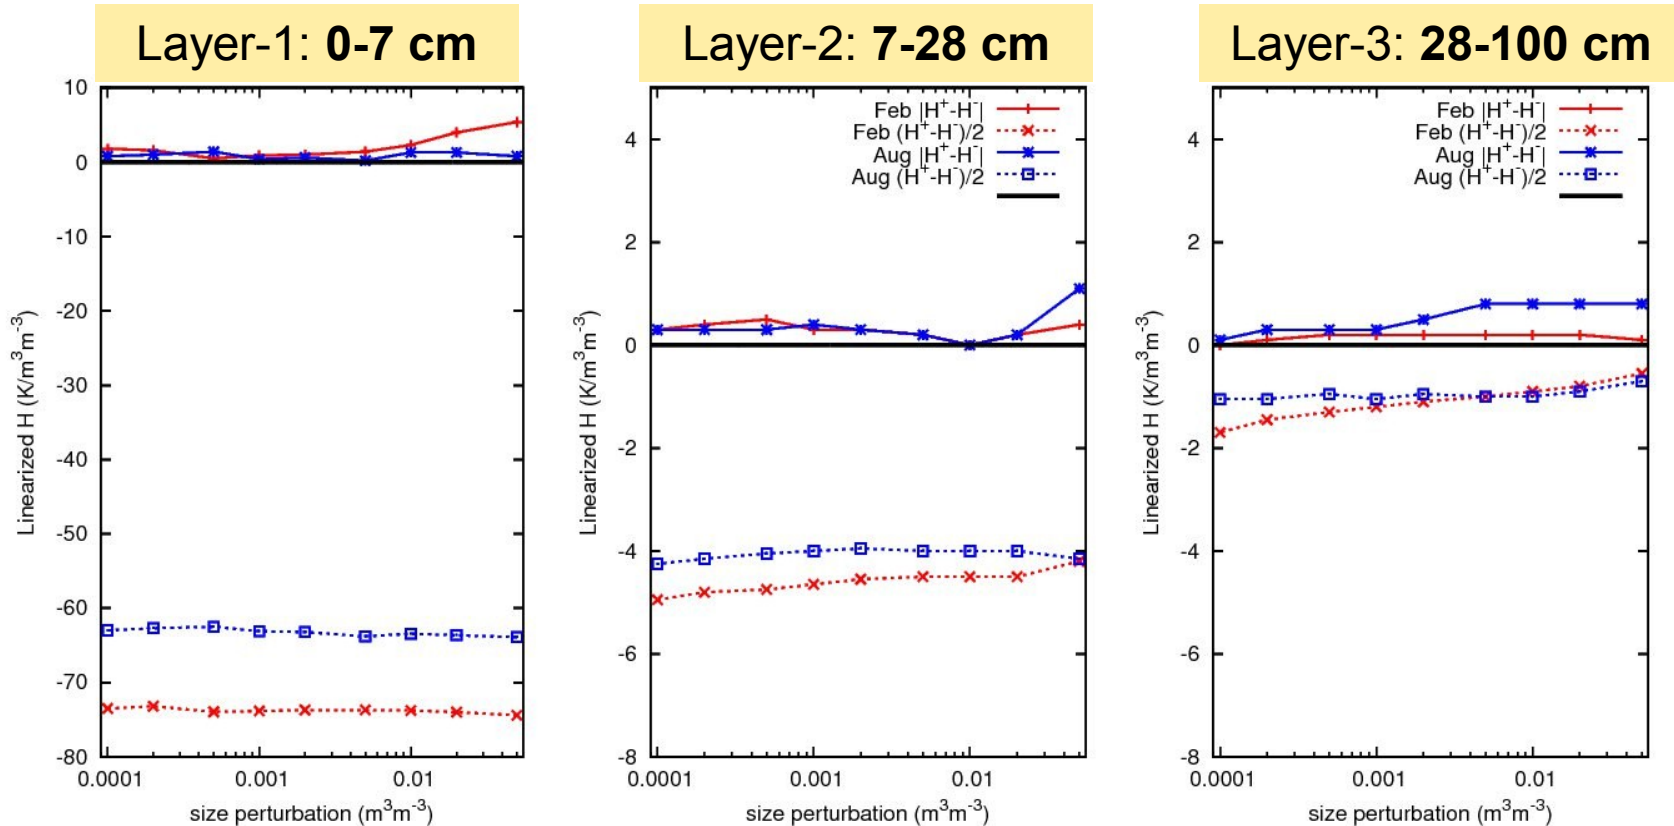 Layer-1: 0-7 cm
10
0
-10
-20
-30
-40
-50
-60
-70
-80
Linearized H (K/m³m⁻³)
0.0001 0.001 0.01
size perturbation (m³m⁻³)
Layer-2: 7-28 cm
Feb |H⁺-H⁻|
Feb (H⁺-H⁻)/2
Aug |H⁺-H⁻|
Aug (H⁺-H⁻)/2
4
2
0
-2
-4
-6
-8
Linearized H (K/m³m⁻³)
0.0001 0.001 0.01
size perturbation (m³m⁻³)
Layer-3: 28-100 cm
Feb |H⁺-H⁻|
Feb (H⁺-H⁻)/2
Aug |H⁺-H⁻|
Aug (H⁺-H⁻)/2
4
2
0
-2
-4
-6
-8
Linearized H (K/m³m⁻³)
0.0001 0.001 0.01
size perturbation (m³m⁻³)